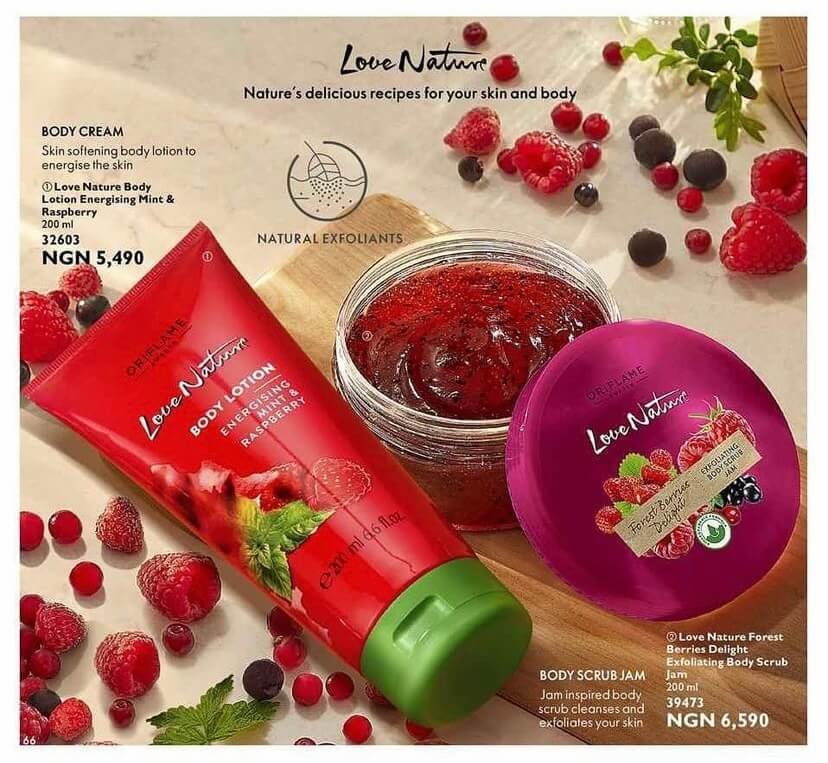 Love Nature
Nature's delicious recipes for your skin and body
BODY CREAM
Skin softening body lotion to
energise the skin
① Love Nature Body
Lotion Energising Mint &
Raspberry
200 ml
32603
NGN 5,490
NATURAL EXFOLIANTS
①
ORIFLAME
SWEDEN
Love Nature
BODY LOTION
ENERGISING
MINT &
RASPBERRY
e 200 ml 6.6 fl.oz.
②
ORIFLAME
SWEDEN
Love Nature
EXFOLIATING
BODY SCRUB
JAM
Forest Berries
Delight
② Love Nature Forest
Berries Delight
Exfoliating Body Scrub
Jam
200 ml
39473
NGN 6,590
BODY SCRUB JAM
Jam inspired body
scrub cleanses and
exfoliates your skin
66